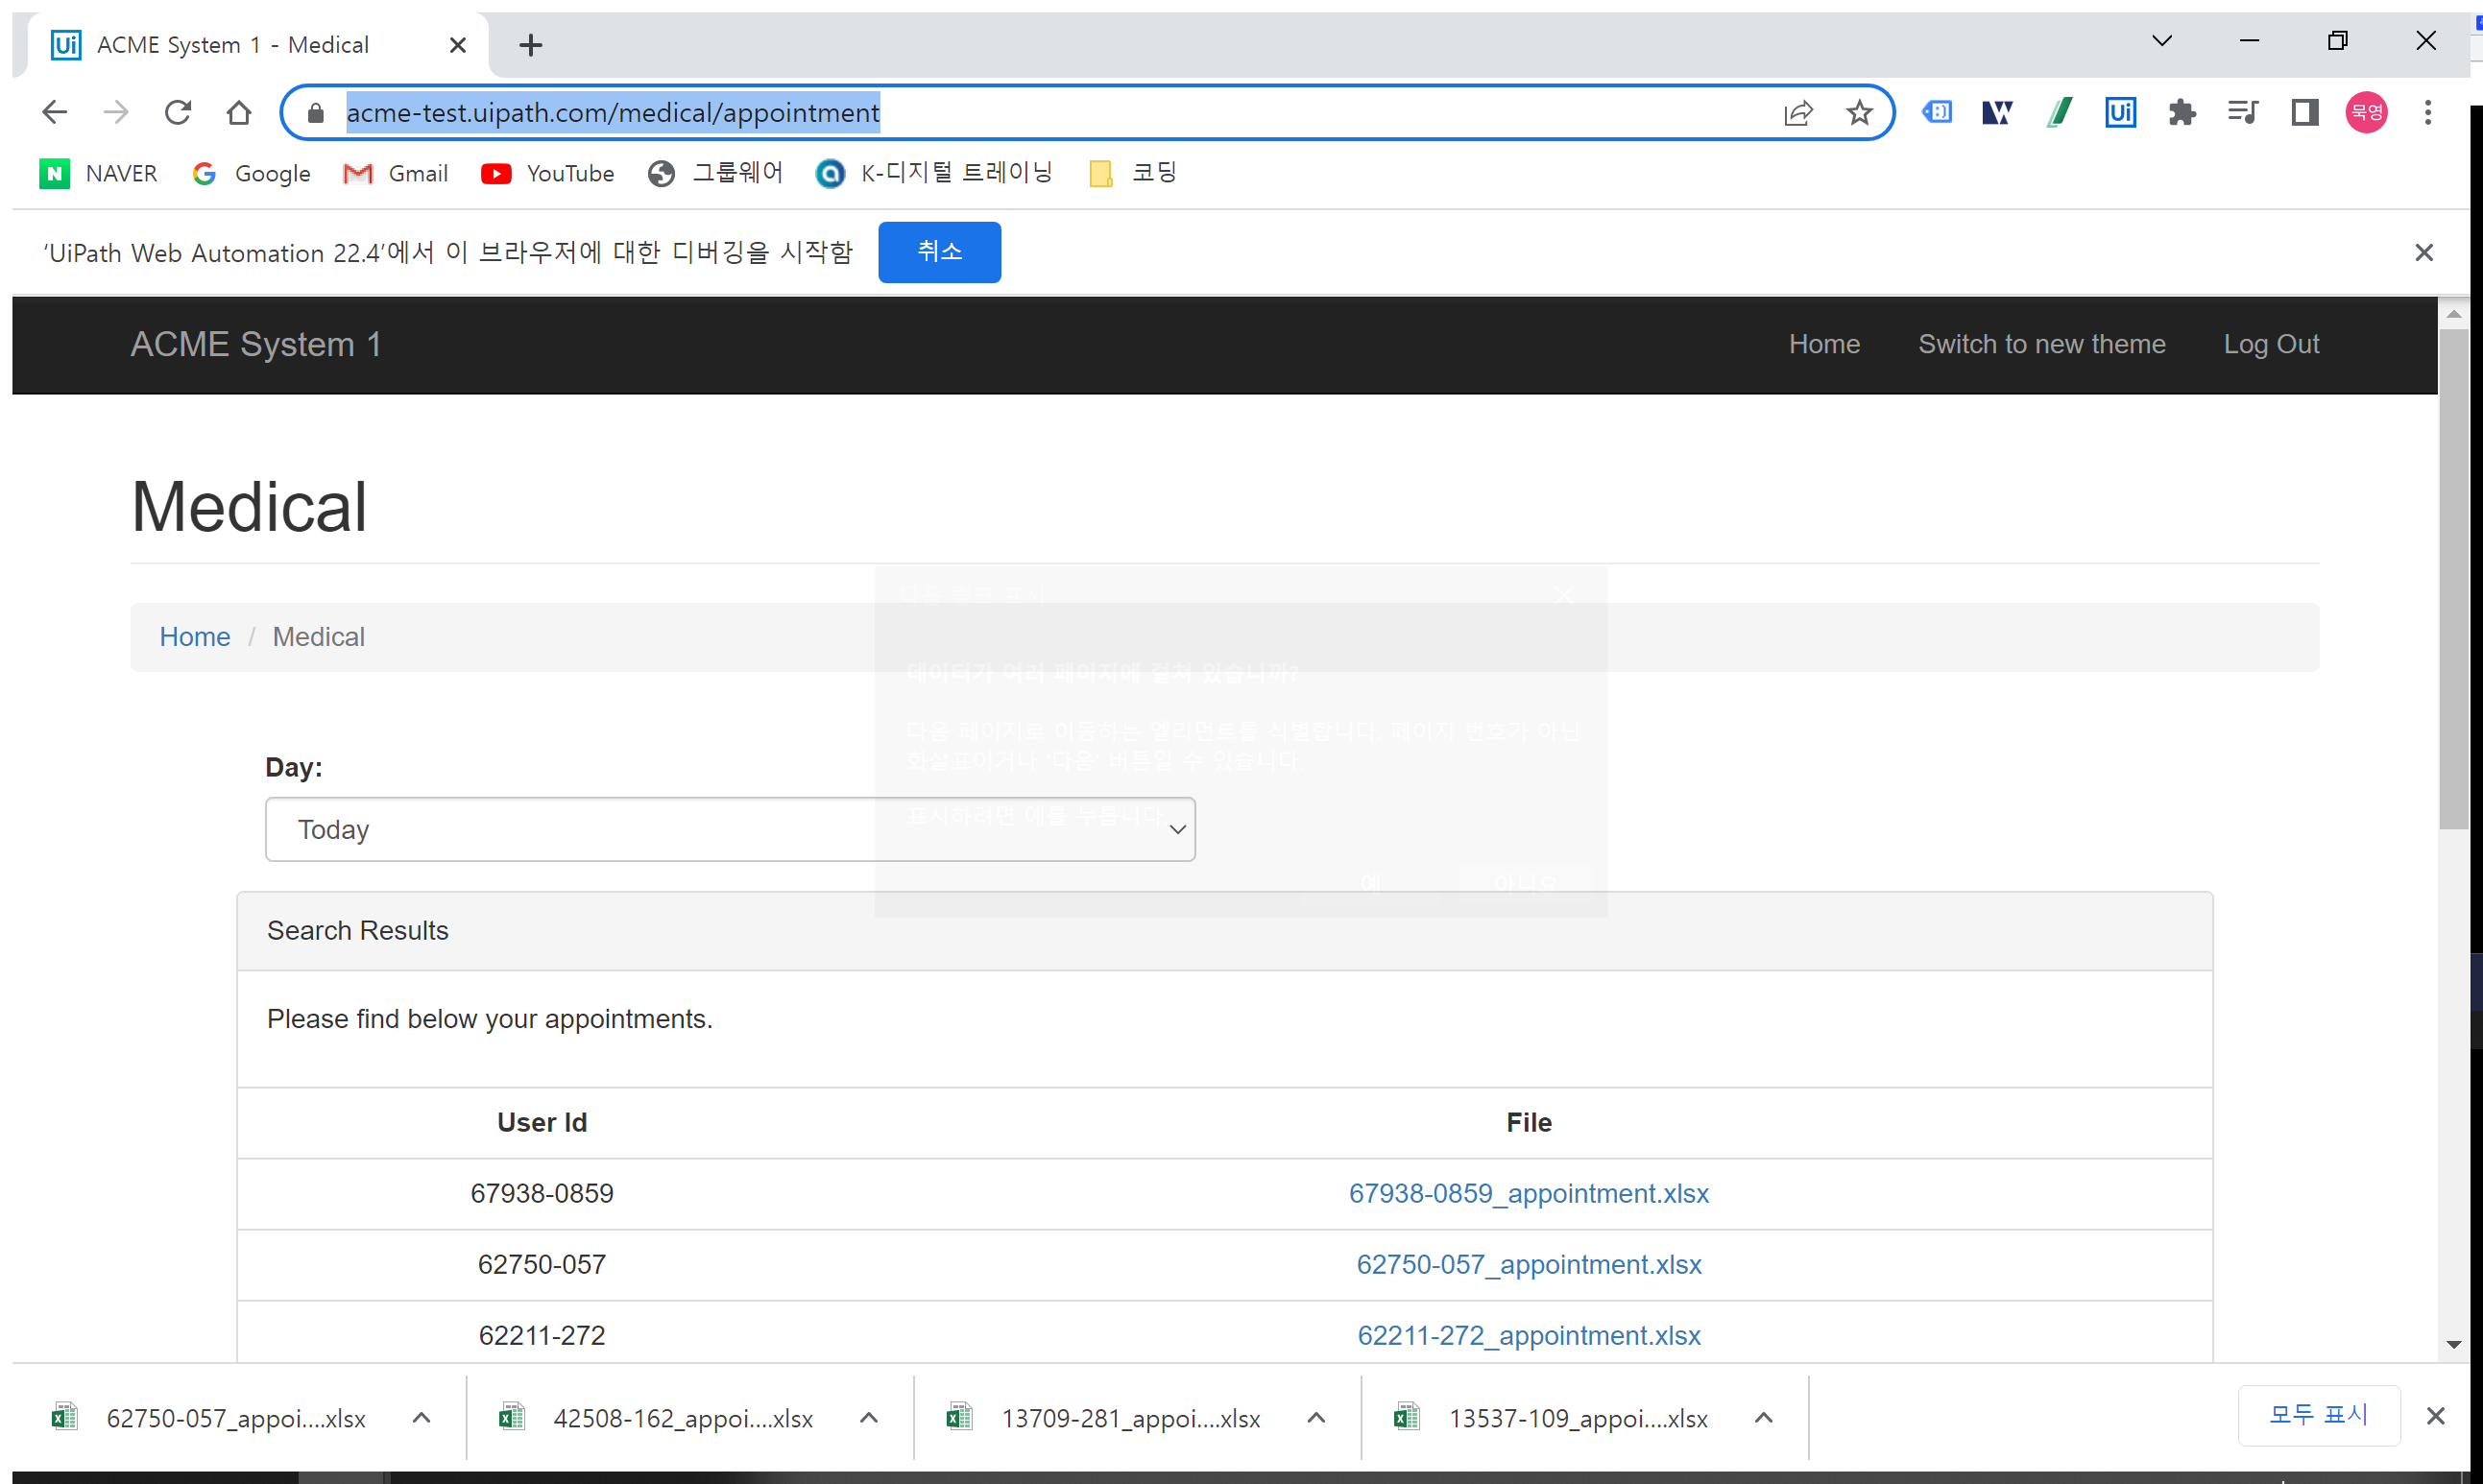 ACME System 1 - Medical
acme-test.uipath.com/medical/appointment
묵영
NAVER Google Gmail YouTube 그룹웨어 K-디지털 트레이닝 코딩
'UiPath Web Automation 22.4'에서 이 브라우저에 대한 디버깅을 시작함 취소
ACME System 1 Home Switch to new theme Log Out
Medical
Home / Medical
데이터가 여러 페이지에 걸쳐 있습니까?
다음 페이지로 이동하는 엘리먼트를 식별합니다. 페이지 번호가 아닌
화살표이거나 '다음' 버튼일 수 있습니다.
Day:
표시하려면 예를 누릅니다.
Today
예 아니요
Search Results
Please find below your appointments.
User Id File
67938-0859 67938-0859_appointment.xlsx
62750-057 62750-057_appointment.xlsx
62211-272 62211-272_appointment.xlsx
62750-057_appoi....xlsx 42508-162_appoi....xlsx 13709-281_appoi....xlsx 13537-109_appoi....xlsx 모두 표시